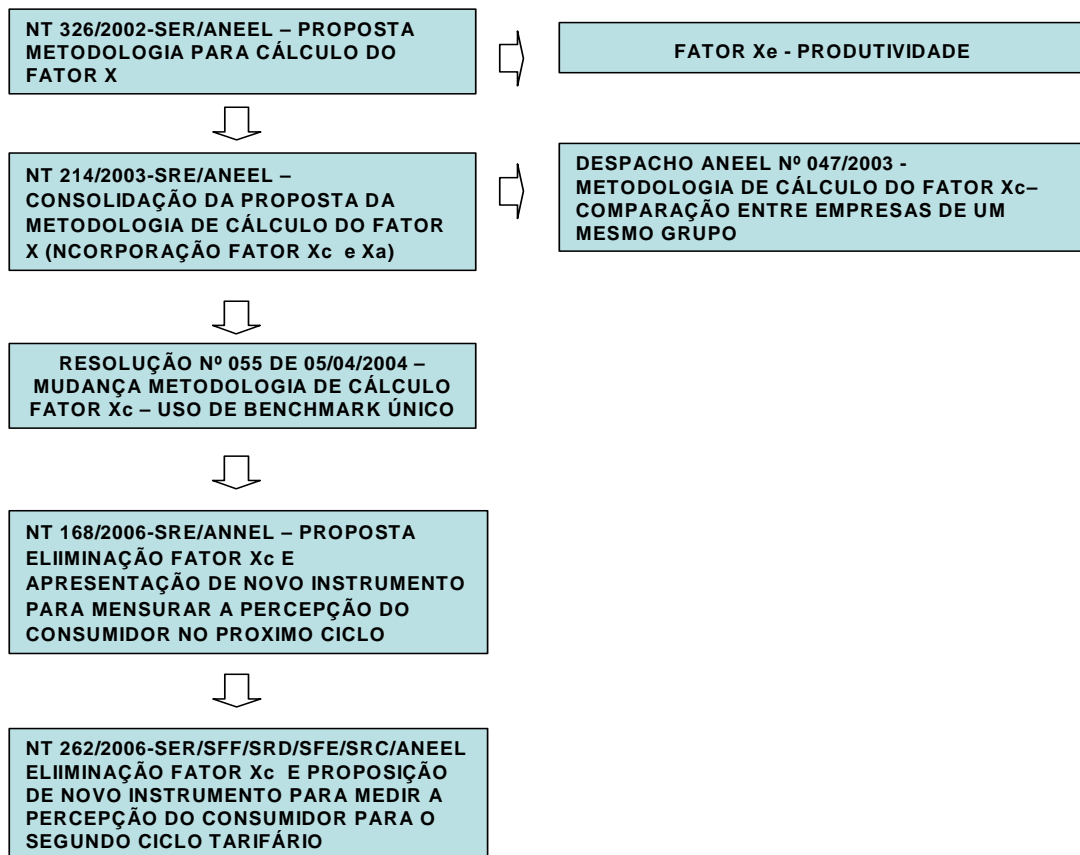 NT 326/2002-SER/ANEEL – PROPOSTA
METODOLOGIA PARA CÁLCULO DO
FATOR X
FATOR Xe - PRODUTIVIDADE
NT 214/2003-SRE/ANEEL –
CONSOLIDAÇÃO DA PROPOSTA DA
METODOLOGIA DE CÁLCULO DO FATOR
X (NCORPORAÇÃO FATOR Xc e Xa)
DESPACHO ANEEL Nº 047/2003 -
METODOLOGIA DE CÁLCULO DO FATOR Xc–
COMPARAÇÃO ENTRE EMPRESAS DE UM
MESMO GRUPO
RESOLUÇÃO Nº 055 DE 05/04/2004 –
MUDANÇA METODOLOGIA DE CÁLCULO
FATOR Xc – USO DE BENCHMARK ÚNICO
NT 168/2006-SRE/ANNEL – PROPOSTA
ELIIMINAÇÃO FATOR Xc E
APRESENTAÇÃO DE NOVO INSTRUMENTO
PARA MENSURAR A PERCEPÇÃO DO
CONSUMIDOR NO PROXIMO CICLO
NT 262/2006-SER/SFF/SRD/SFE/SRC/ANEEL
ELIIMINAÇÃO FATOR Xc E PROPOSIÇÃO
DE NOVO INSTRUMENTO PARA MEDIR A
PERCEPÇÃO DO CONSUMIDOR PARA O
SEGUNDO CICLO TARIFÁRIO